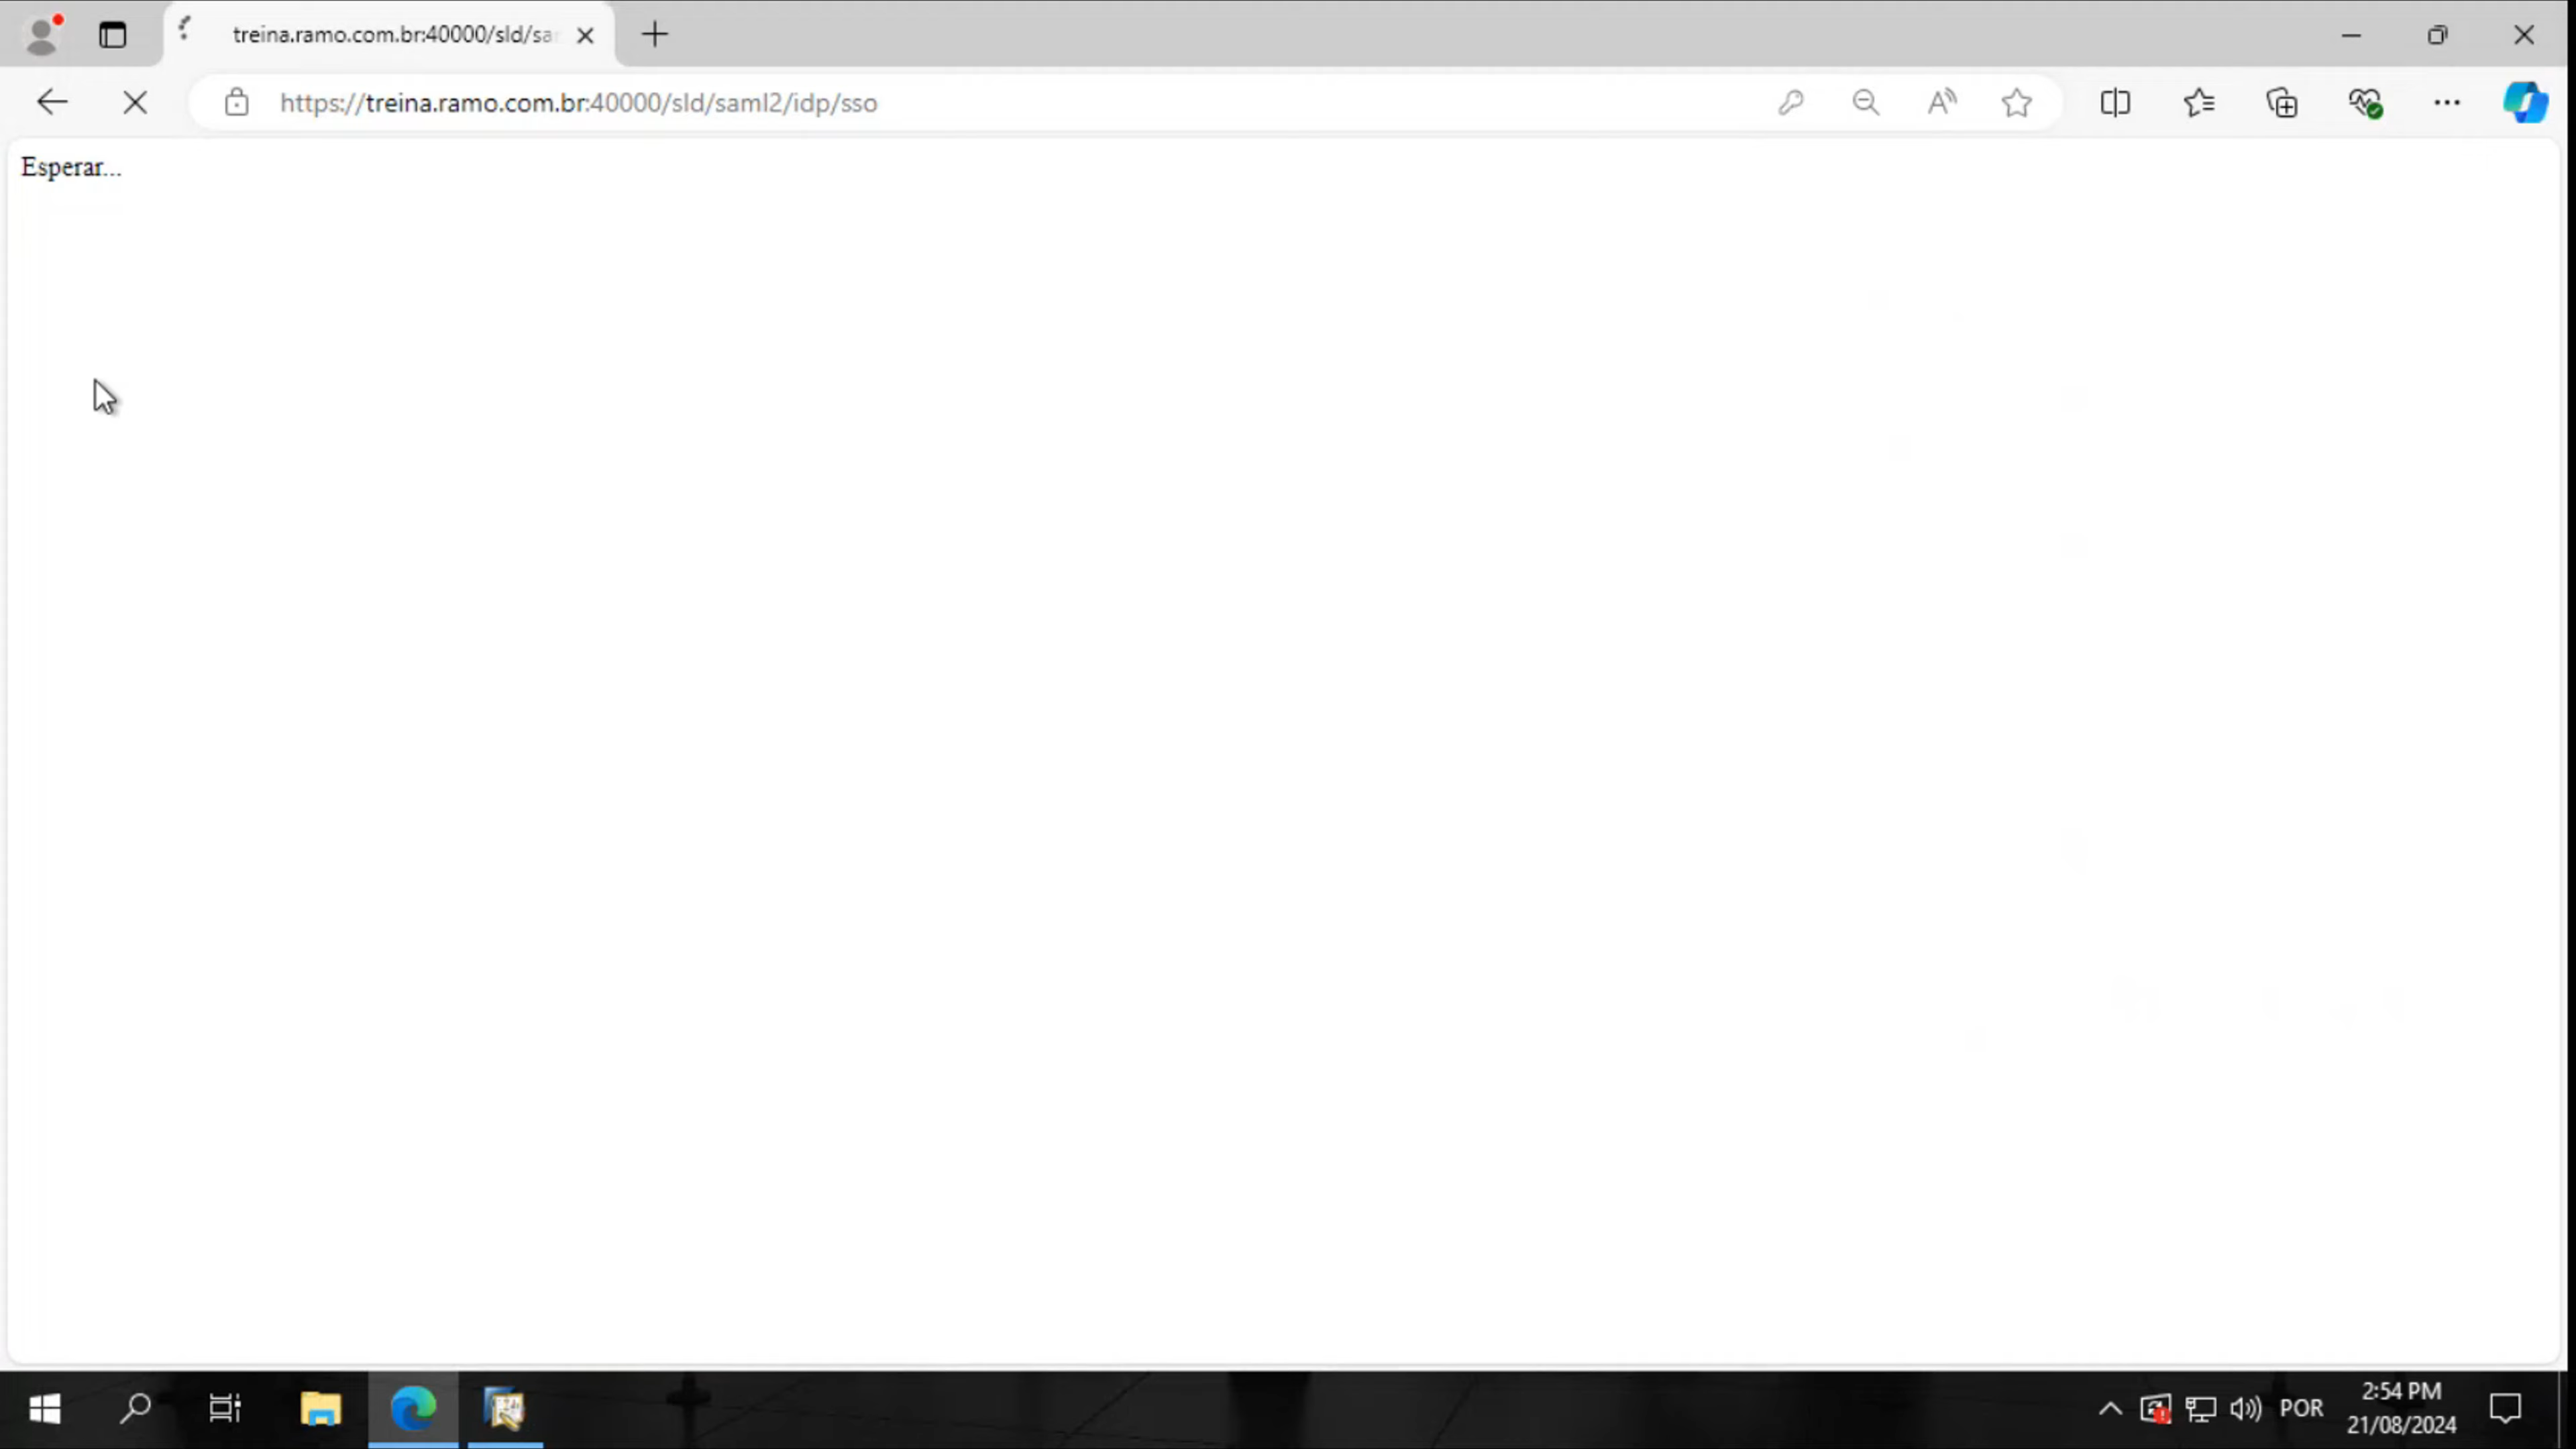 treina.ramo.com.br:40000/sld/sa
https://treina.ramo.com.br:40000/sld/saml2/idp/sso
Esperar...
POR
2:54 PM
21/08/2024